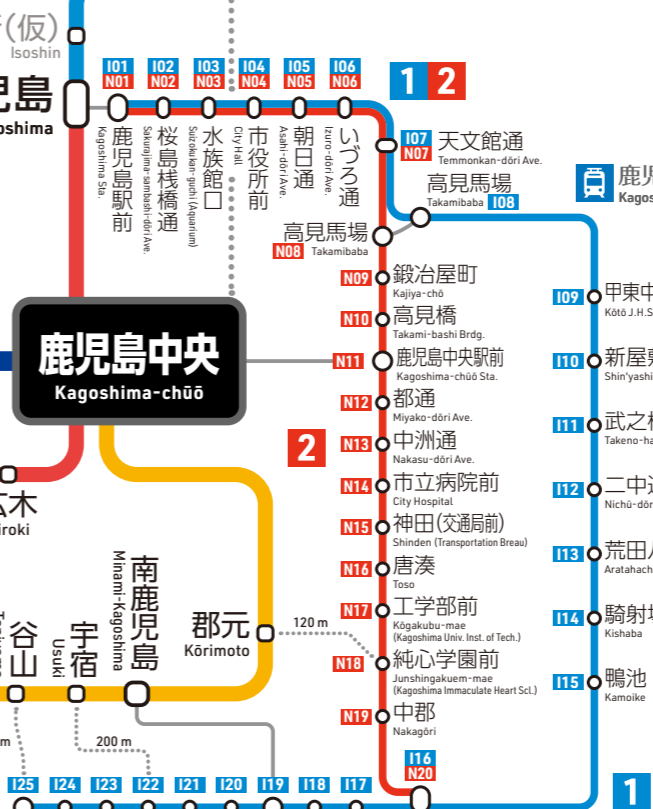 (仮)
Isoshin
I01
N01
I02
N02
I03
N03
I04
N04
I05
N05
I06
N06
1 2
児島
oshima
鹿児島駅前
Kagoshima Sta.
桜島桟橋通
Sakurajima-sambashi-dōri Ave.
水族館口
Suizokukan-guchi (Aquarium)
市役所前
City Hall
朝日通
Asahi-dōri Ave.
いづろ通
Izuro-dōri Ave.
I07
N07
天文館通
Temmonkan-dōri Ave.
高見馬場
Takamibaba I08
鹿児
Kagos
高見馬場
N08 Takamibaba
N09 鍛冶屋町
Kajiya-chō
N10 高見橋
Takami-bashi Brdg.
N11 鹿児島中央駅前
Kagoshima-chūō Sta.
N12 都通
Miyako-dōri Ave.
N13 中洲通
Nakasu-dōri Ave.
N14 市立病院前
City Hospital
N15 神田(交通局前)
Shinden (Transportation Breau)
N16 唐湊
Toso
N17 工学部前
Kōgakubu-mae
(Kagoshima Univ. Inst. of Tech.)
N18 純心学園前
Junshingakuem-mae
(Kagoshima Immaculate Heart Scl.)
N19 中郡
Nakagōri
I16
N20
2
I09 甲東中
Kōtō J.H.S
I10 新屋敷
Shin'yashi
I11 武之橋
Takeno-ha
I12 二中通
Nichū-dōr
I13 荒田八
Aratahach
I14 騎射場
Kishaba
I15 鴨池
Kamoike
1
鹿児島中央
Kagoshima-chūō
広木
iroki
谷山
宇宿
Usuki
南鹿児島
Minami-Kagoshima
郡元
Kōrimoto
120 m
m
200 m
I25 I24 I23 I22 I21 I20 I19 I18 I17